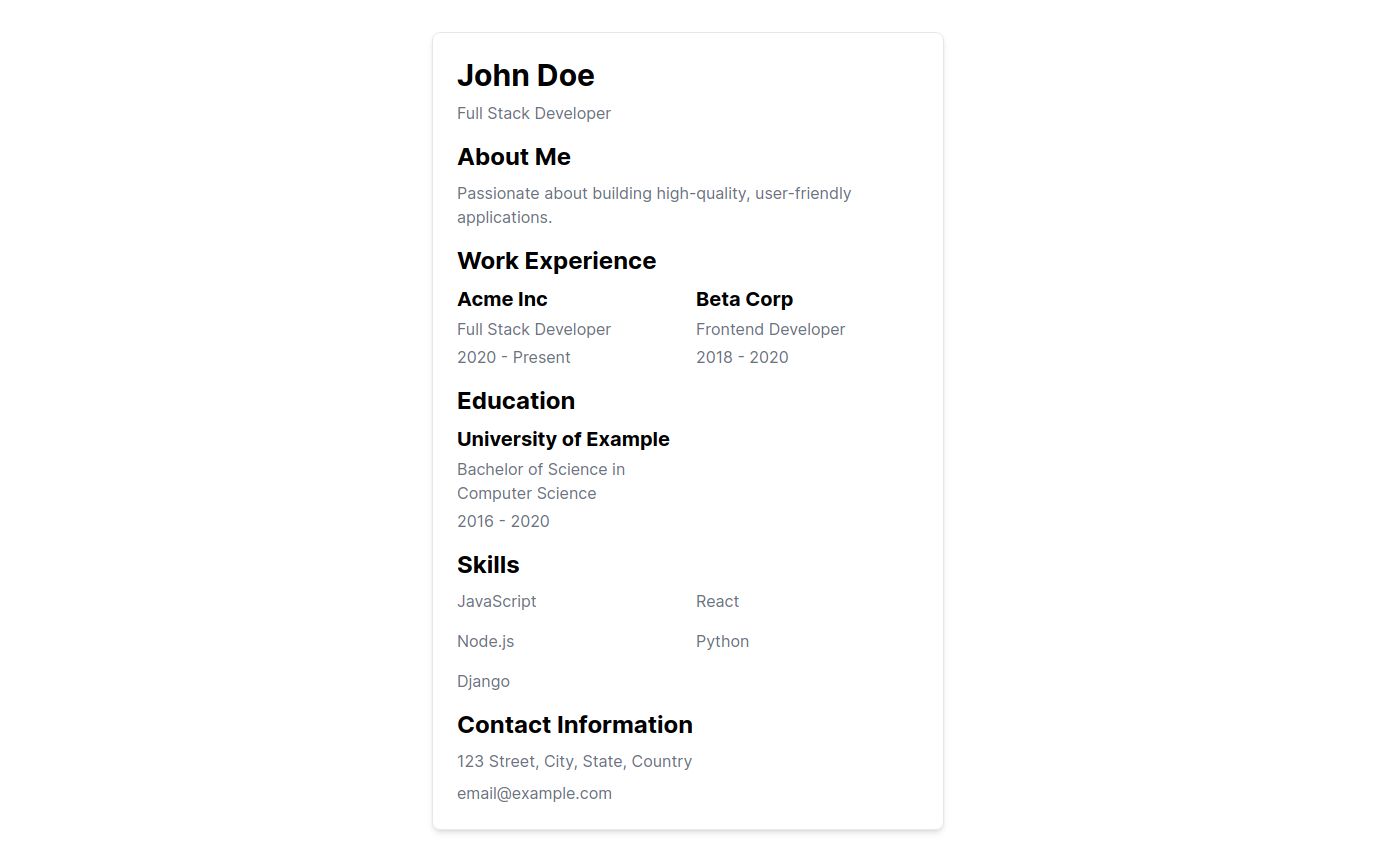 John Doe
Full Stack Developer
About Me
Passionate about building high-quality, user-friendly
applications.
Work Experience
Acme Inc
Full Stack Developer
2020 - Present
Beta Corp
Frontend Developer
2018 - 2020
Education
University of Example
Bachelor of Science in
Computer Science
2016 - 2020
Skills
JavaScript
React
Node.js
Python
Django
Contact Information
123 Street, City, State, Country
email@example.com